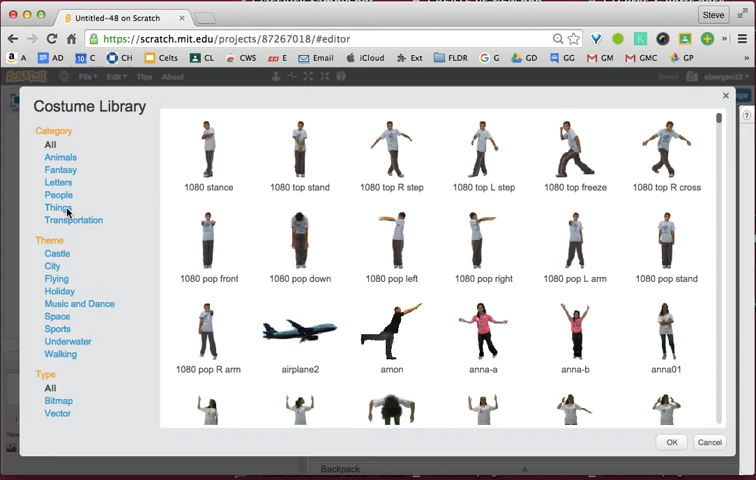 Untitled-48 on Scratch
Steve
https://scratch.mit.edu/projects/87267018/#editor
A AD C CH Celts CL CWS E Email iCloud Ext FLDR G GD GG GM GMC GP
SCRATCH File Edit Tips About Saved sbergen33
Costume Library
Category
All
Animals
Fantasy
Letters
People
Things
Transportation
Theme
Castle
City
Flying
Holiday
Music and Dance
Space
Sports
Underwater
Walking
Type
All
Bitmap
Vector
1080 stance
1080 top stand
1080 top R step
1080 top L step
1080 top freeze
1080 top R cross
1080 pop front
1080 pop down
1080 pop left
1080 pop right
1080 pop L arm
1080 pop stand
1080 pop R arm
airplane2
amon
anna-a
anna-b
anna01
OK
Cancel
Backpack